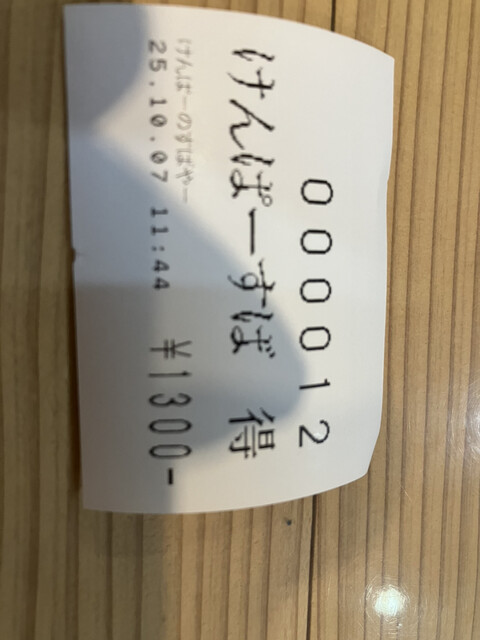 000012
けんぱーすば 得
けんぱーのすばやー
25.10.07 11:44 ¥1300-